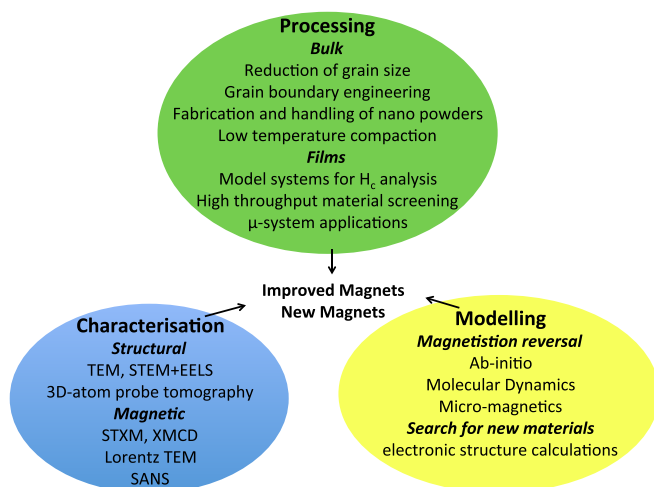 Processing
Bulk
Reduction of grain size
Grain boundary engineering
Fabrication and handling of nano powders
Low temperature compaction
Films
Model systems for Hc analysis
High throughput material screening
µ-system applications
Improved Magnets
New Magnets
Characterisation
Structural
TEM, STEM+EELS
3D-atom probe tomography
Magnetic
STXM, XMCD
Lorentz TEM
SANS
Modelling
Magnetistion reversal
Ab-initio
Molecular Dynamics
Micro-magnetics
Search for new materials
electronic structure calculations